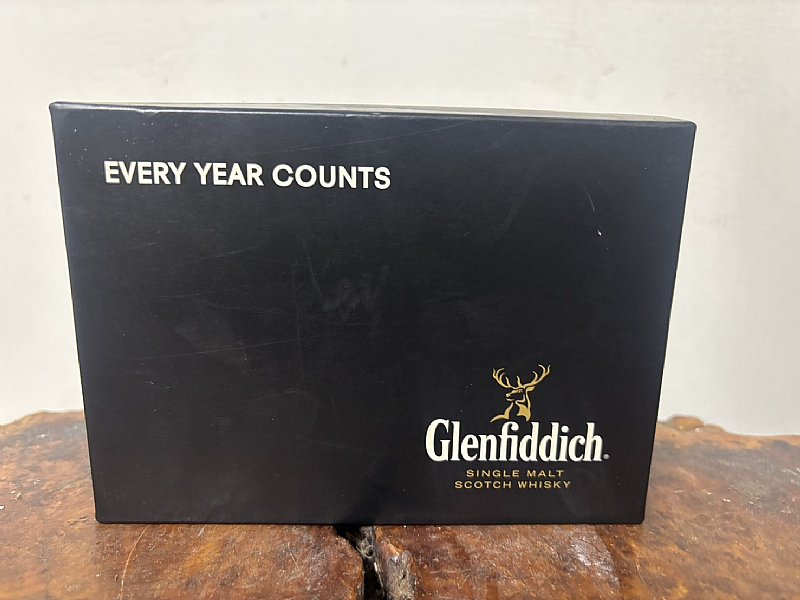 EVERY YEAR COUNTS
Glenfiddich®
SINGLE MALT
SCOTCH WHISKY